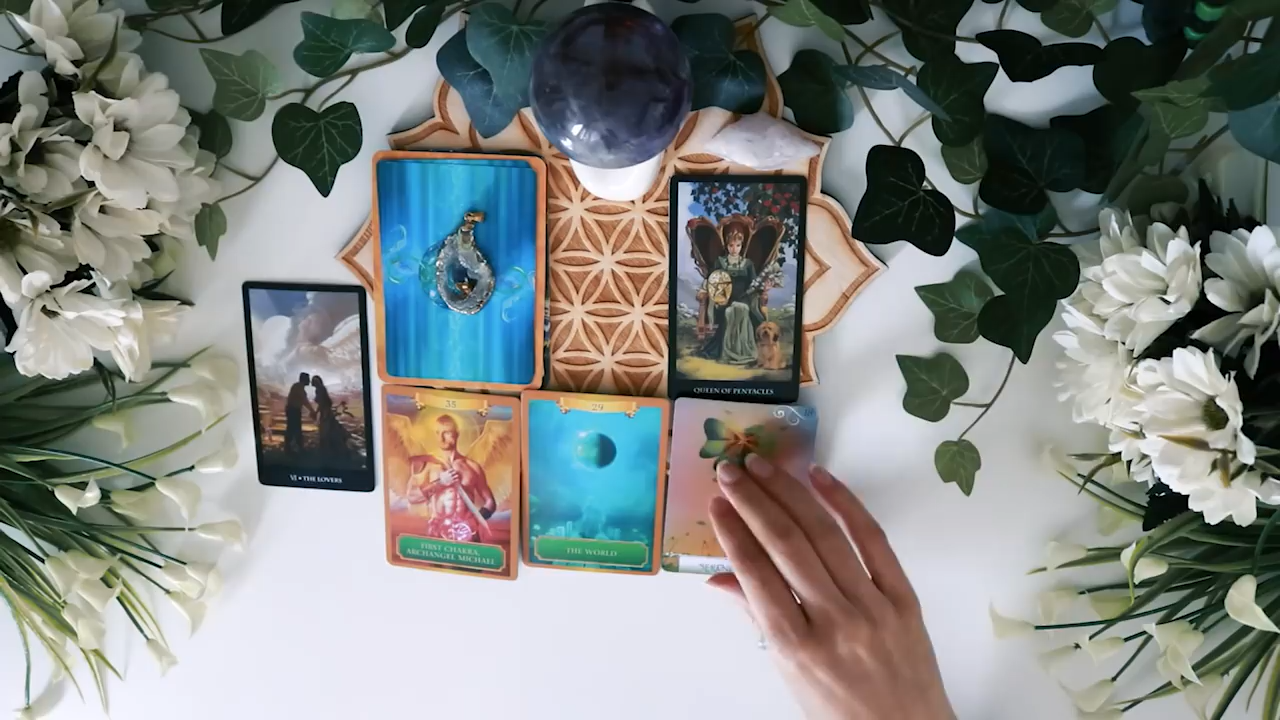 QUEEN OF PENTACLES
VI • THE LOVERS
35
FIRST CHAKRA,
ARCHANGEL MICHAEL
29
THE WORLD